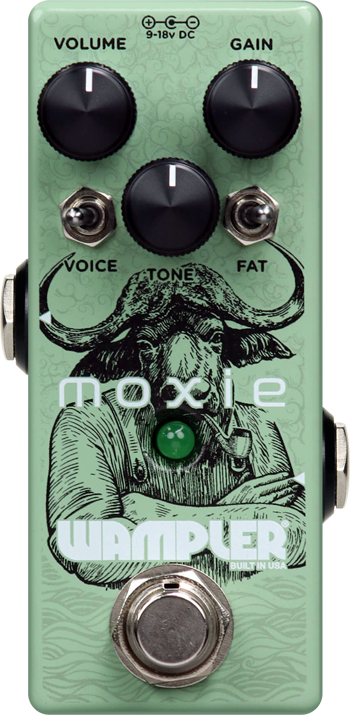 9-18v DC
VOLUME GAIN
VOICE TONE FAT
moxie
WAMPLER®
BUILT IN USA